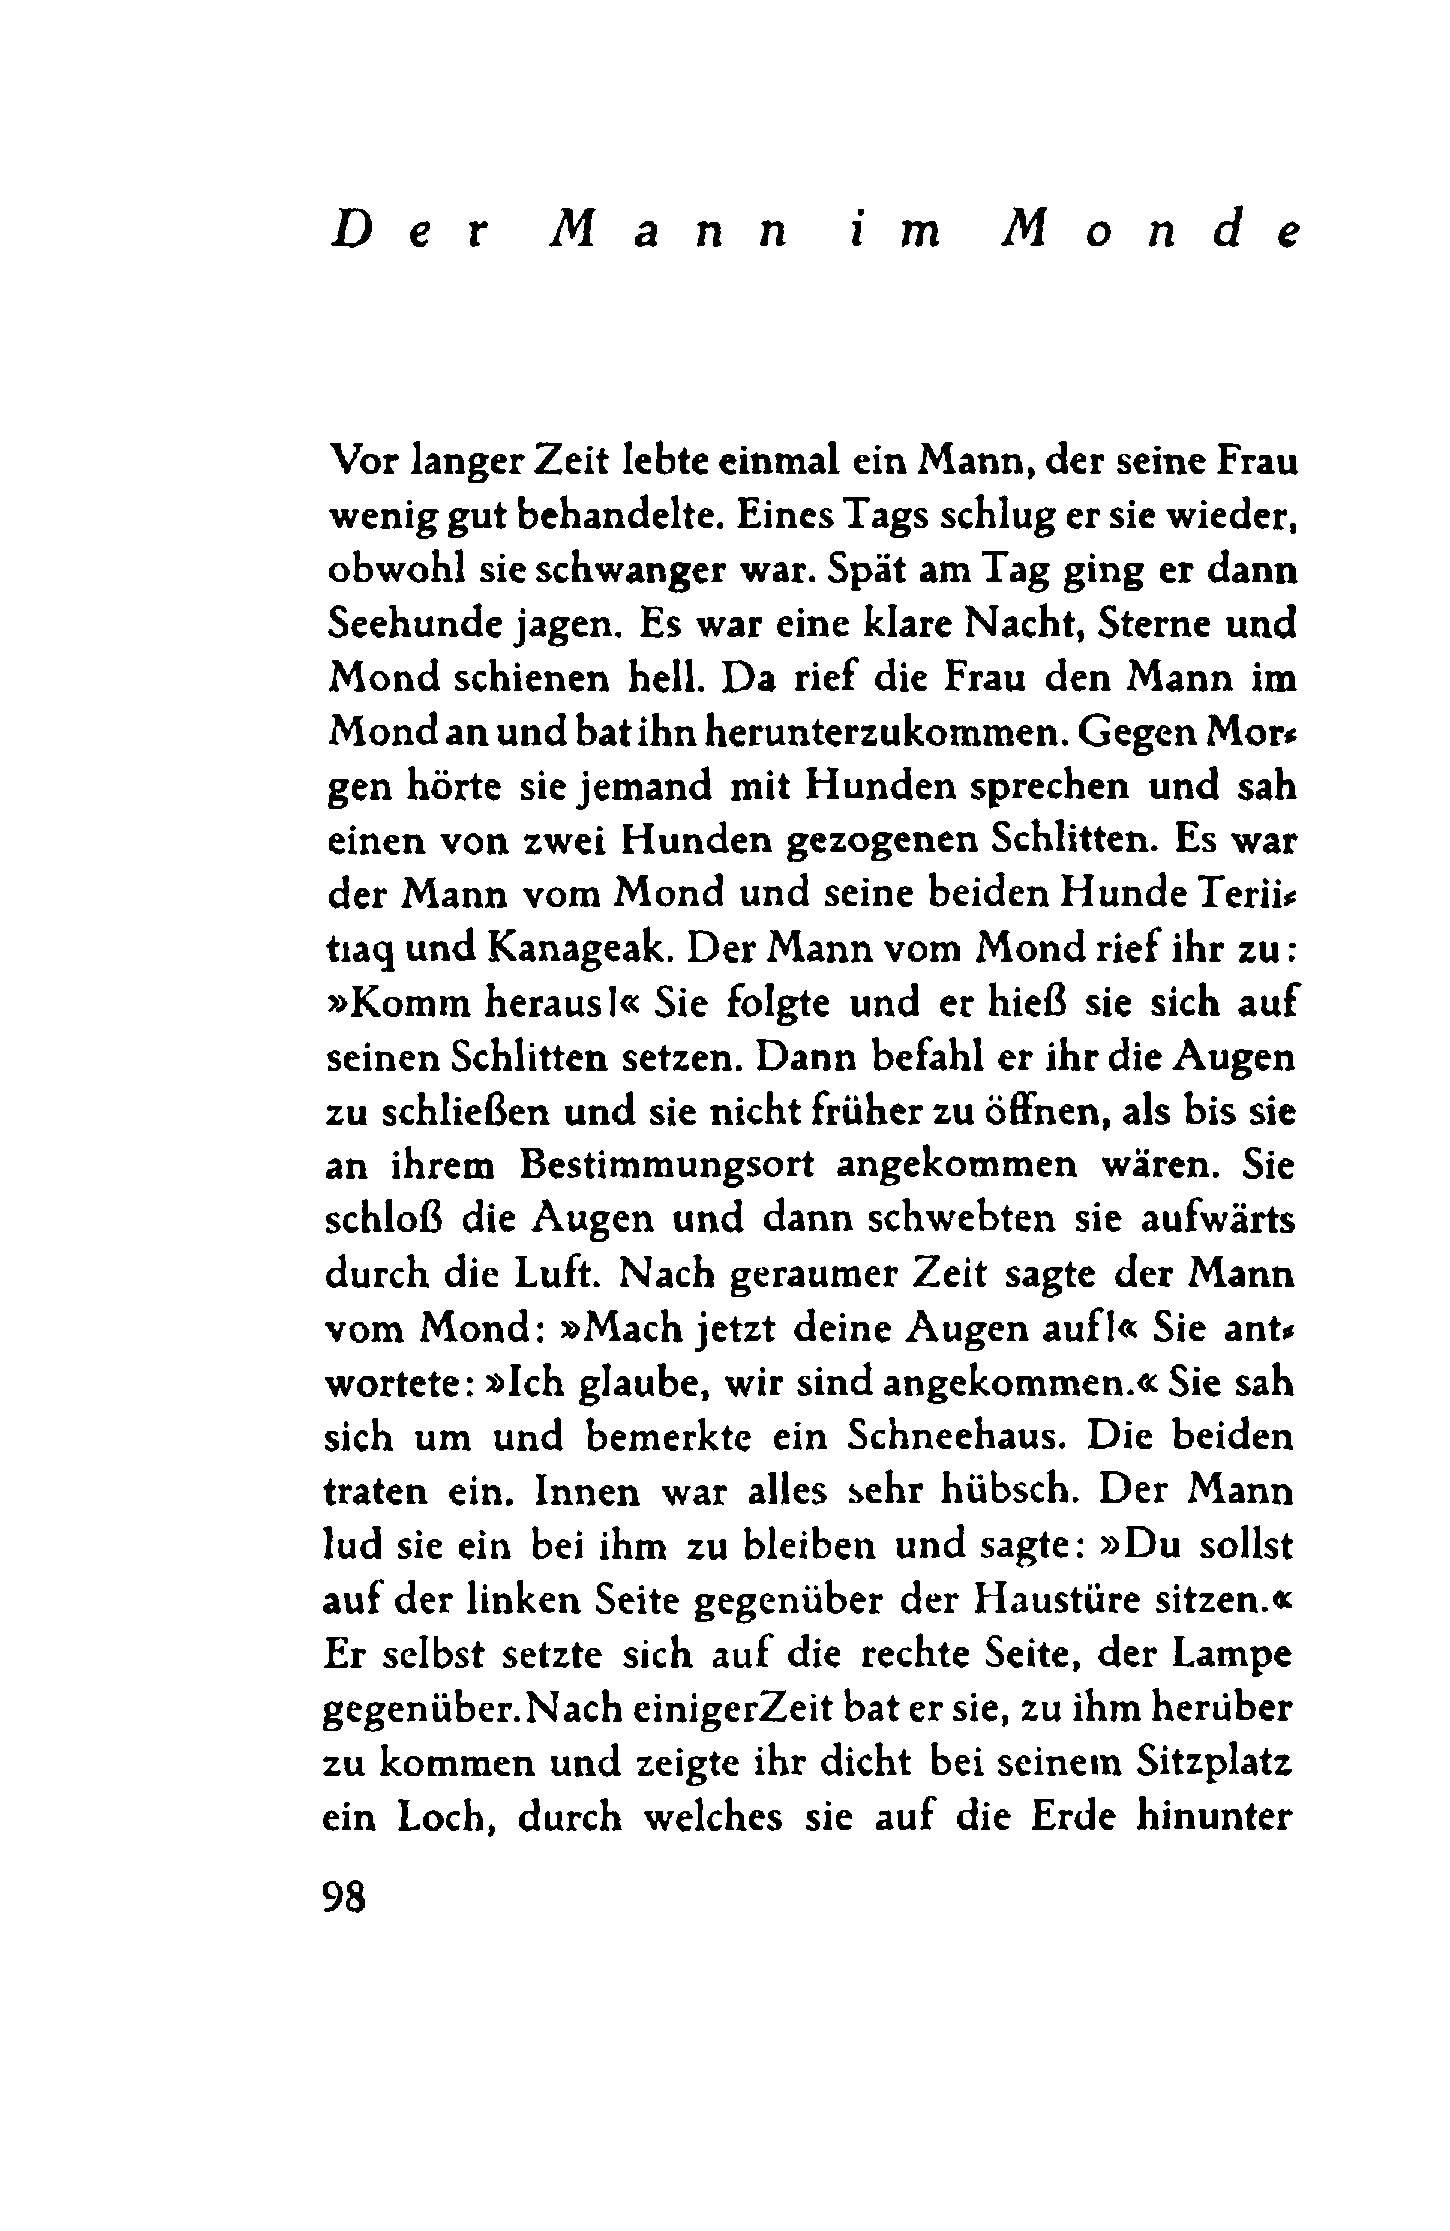 Der Mann im Monde
Vor langer Zeit lebte einmal ein Mann, der seine Frau
wenig gut behandelte. Eines Tags schlug er sie wieder,
obwohl sie schwanger war. Spät am Tag ging er dann
Seehunde jagen. Es war eine klare Nacht, Sterne und
Mond schienen hell. Da rief die Frau den Mann im
Mond an und bat ihn herunterzukommen. Gegen Mor-
gen hörte sie jemand mit Hunden sprechen und sah
einen von zwei Hunden gezogenen Schlitten. Es war
der Mann vom Mond und seine beiden Hunde Terii-
tiaq und Kanageak. Der Mann vom Mond rief ihr zu:
»Komm heraus!« Sie folgte und er hieß sie sich auf
seinen Schlitten setzen. Dann befahl er ihr die Augen
zu schließen und sie nicht früher zu öffnen, als bis sie
an ihrem Bestimmungsort angekommen wären. Sie
schloß die Augen und dann schwebten sie aufwärts
durch die Luft. Nach geraumer Zeit sagte der Mann
vom Mond: »Mach jetzt deine Augen auf!« Sie ant-
wortete: »Ich glaube, wir sind angekommen.« Sie sah
sich um und bemerkte ein Schneehaus. Die beiden
traten ein. Innen war alles sehr hübsch. Der Mann
lud sie ein bei ihm zu bleiben und sagte: »Du sollst
auf der linken Seite gegenüber der Haustüre sitzen.«
Er selbst setzte sich auf die rechte Seite, der Lampe
gegenüber. Nach einiger Zeit bat er sie, zu ihm herüber
zu kommen und zeigte ihr dicht bei seinem Sitzplatz
ein Loch, durch welches sie auf die Erde hinunter
98